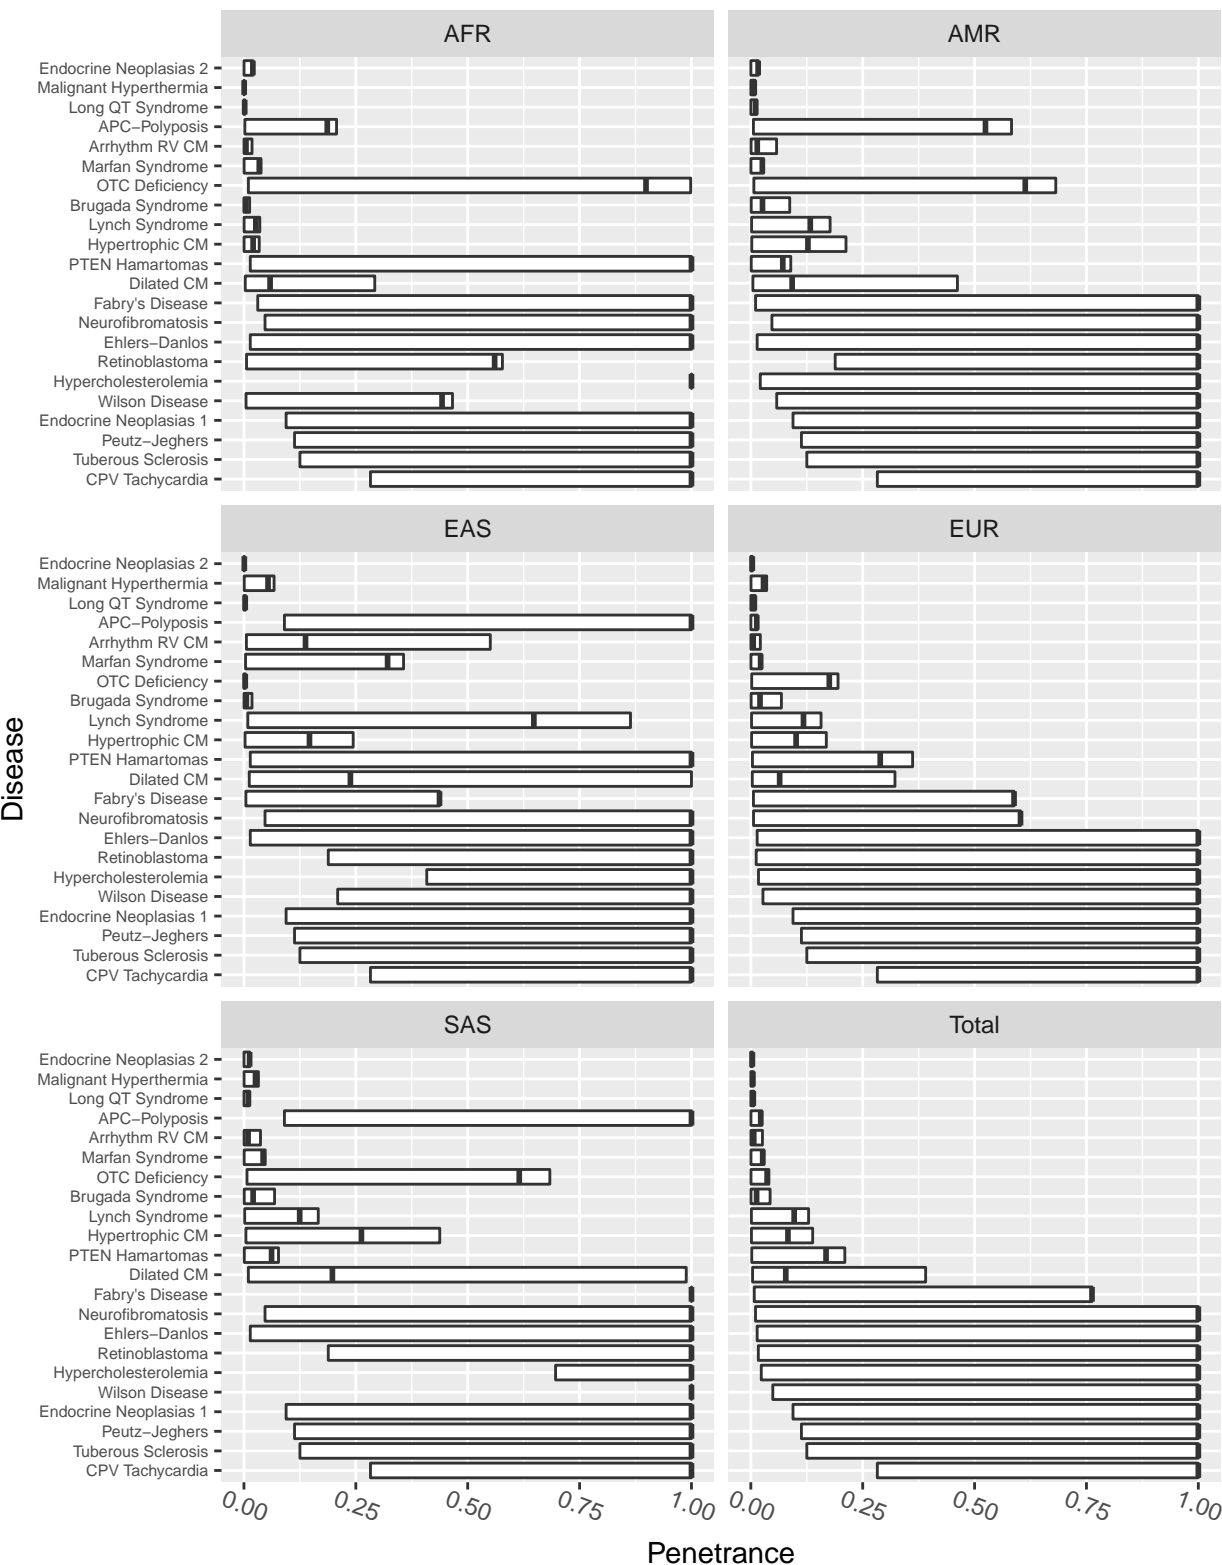 AFR
AMR
Endocrine Neoplasias 2
Malignant Hyperthermia
Long QT Syndrome
APC−Polyposis
Arrhythm RV CM
Marfan Syndrome
OTC Deficiency
Brugada Syndrome
Lynch Syndrome
Hypertrophic CM
PTEN Hamartomas
Dilated CM
Fabry's Disease
Neurofibromatosis
Ehlers−Danlos
Retinoblastoma
Hypercholesterolemia
Wilson Disease
Endocrine Neoplasias 1
Peutz−Jeghers
Tuberous Sclerosis
CPV Tachycardia
EAS
EUR
Endocrine Neoplasias 2
Malignant Hyperthermia
Long QT Syndrome
APC−Polyposis
Arrhythm RV CM
Marfan Syndrome
OTC Deficiency
Brugada Syndrome
Lynch Syndrome
Hypertrophic CM
PTEN Hamartomas
Dilated CM
Fabry's Disease
Neurofibromatosis
Ehlers−Danlos
Retinoblastoma
Hypercholesterolemia
Wilson Disease
Endocrine Neoplasias 1
Peutz−Jeghers
Tuberous Sclerosis
CPV Tachycardia
Disease
SAS
Total
Endocrine Neoplasias 2
Malignant Hyperthermia
Long QT Syndrome
APC−Polyposis
Arrhythm RV CM
Marfan Syndrome
OTC Deficiency
Brugada Syndrome
Lynch Syndrome
Hypertrophic CM
PTEN Hamartomas
Dilated CM
Fabry's Disease
Neurofibromatosis
Ehlers−Danlos
Retinoblastoma
Hypercholesterolemia
Wilson Disease
Endocrine Neoplasias 1
Peutz−Jeghers
Tuberous Sclerosis
CPV Tachycardia
0.00 0.25 0.50 0.75 1.00
0.00 0.25 0.50 0.75 1.00
Penetrance